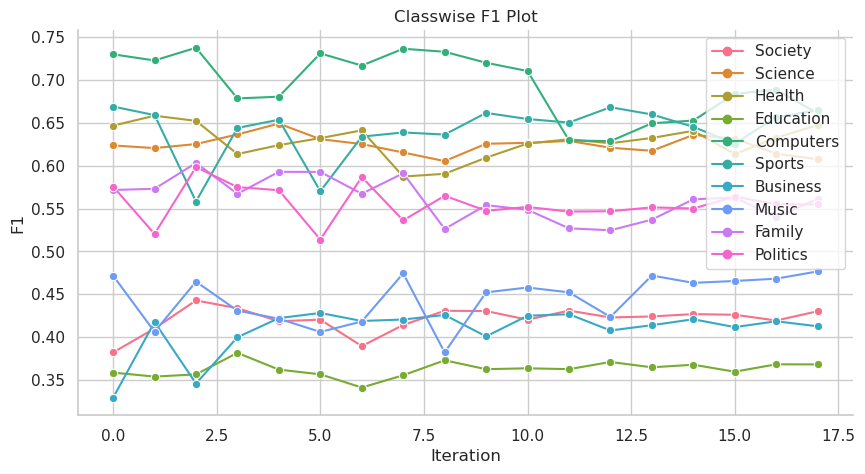 Classwise F1 Plot
0.75
0.70
0.65
0.60
0.55
0.50
0.45
0.40
0.35
F1
Society
Science
Health
Education
Computers
Sports
Business
Music
Family
Politics
0.0 2.5 5.0 7.5 10.0 12.5 15.0 17.5
Iteration